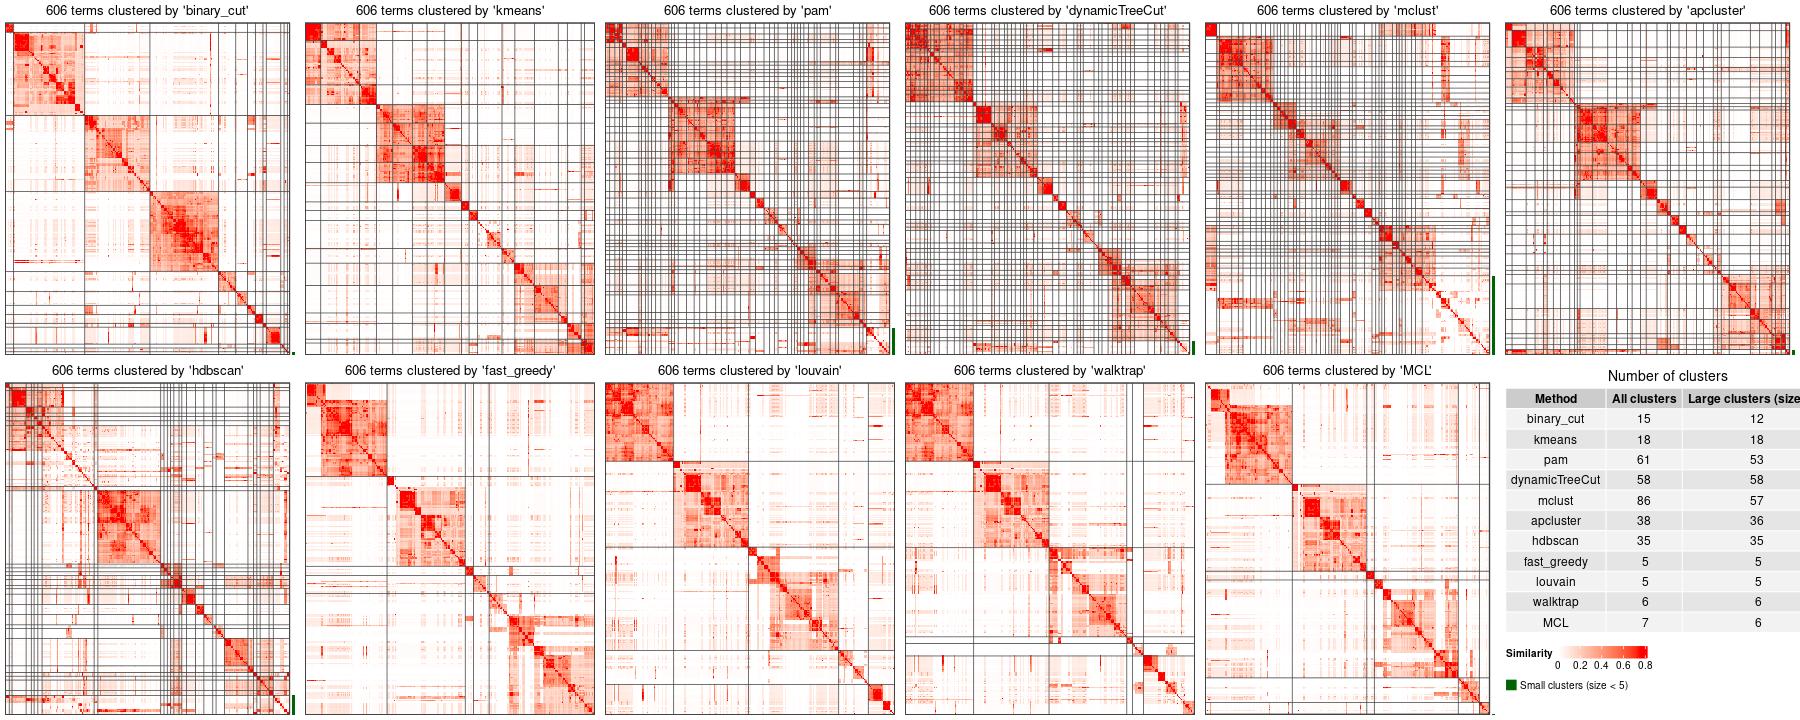 606 terms clustered by 'binary_cut'
606 terms clustered by 'kmeans'
606 terms clustered by 'pam'
606 terms clustered by 'dynamicTreeCut'
606 terms clustered by 'mclust'
606 terms clustered by 'apcluster'
606 terms clustered by 'hdbscan'
606 terms clustered by 'fast_greedy'
606 terms clustered by 'louvain'
606 terms clustered by 'walktrap'
606 terms clustered by 'MCL'
Number of clusters
Method All clusters Large clusters (size
binary_cut 15 12
kmeans 18 18
pam 61 53
dynamicTreeCut 58 58
mclust 86 57
apcluster 38 36
hdbscan 35 35
fast_greedy 5 5
louvain 5 5
walktrap 6 6
MCL 7 6
Similarity
0 0.2 0.4 0.6 0.8
Small clusters (size < 5)